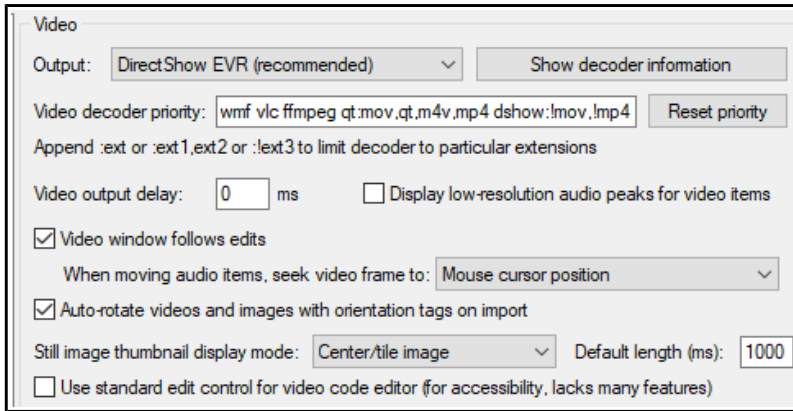 Video
Output: DirectShow EVR (recommended) Show decoder information
Video decoder priority: wmf vlc ffmpeg qt:mov,qt,m4v,mp4 dshow:!mov,!mp4 Reset priority
Append :ext or :ext1,ext2 or :!ext3 to limit decoder to particular extensions
Video output delay: 0 ms Display low-resolution audio peaks for video items
Video window follows edits
When moving audio items, seek video frame to: Mouse cursor position
Auto-rotate videos and images with orientation tags on import
Still image thumbnail display mode: Center/tile image Default length (ms): 1000
Use standard edit control for video code editor (for accessibility, lacks many features)